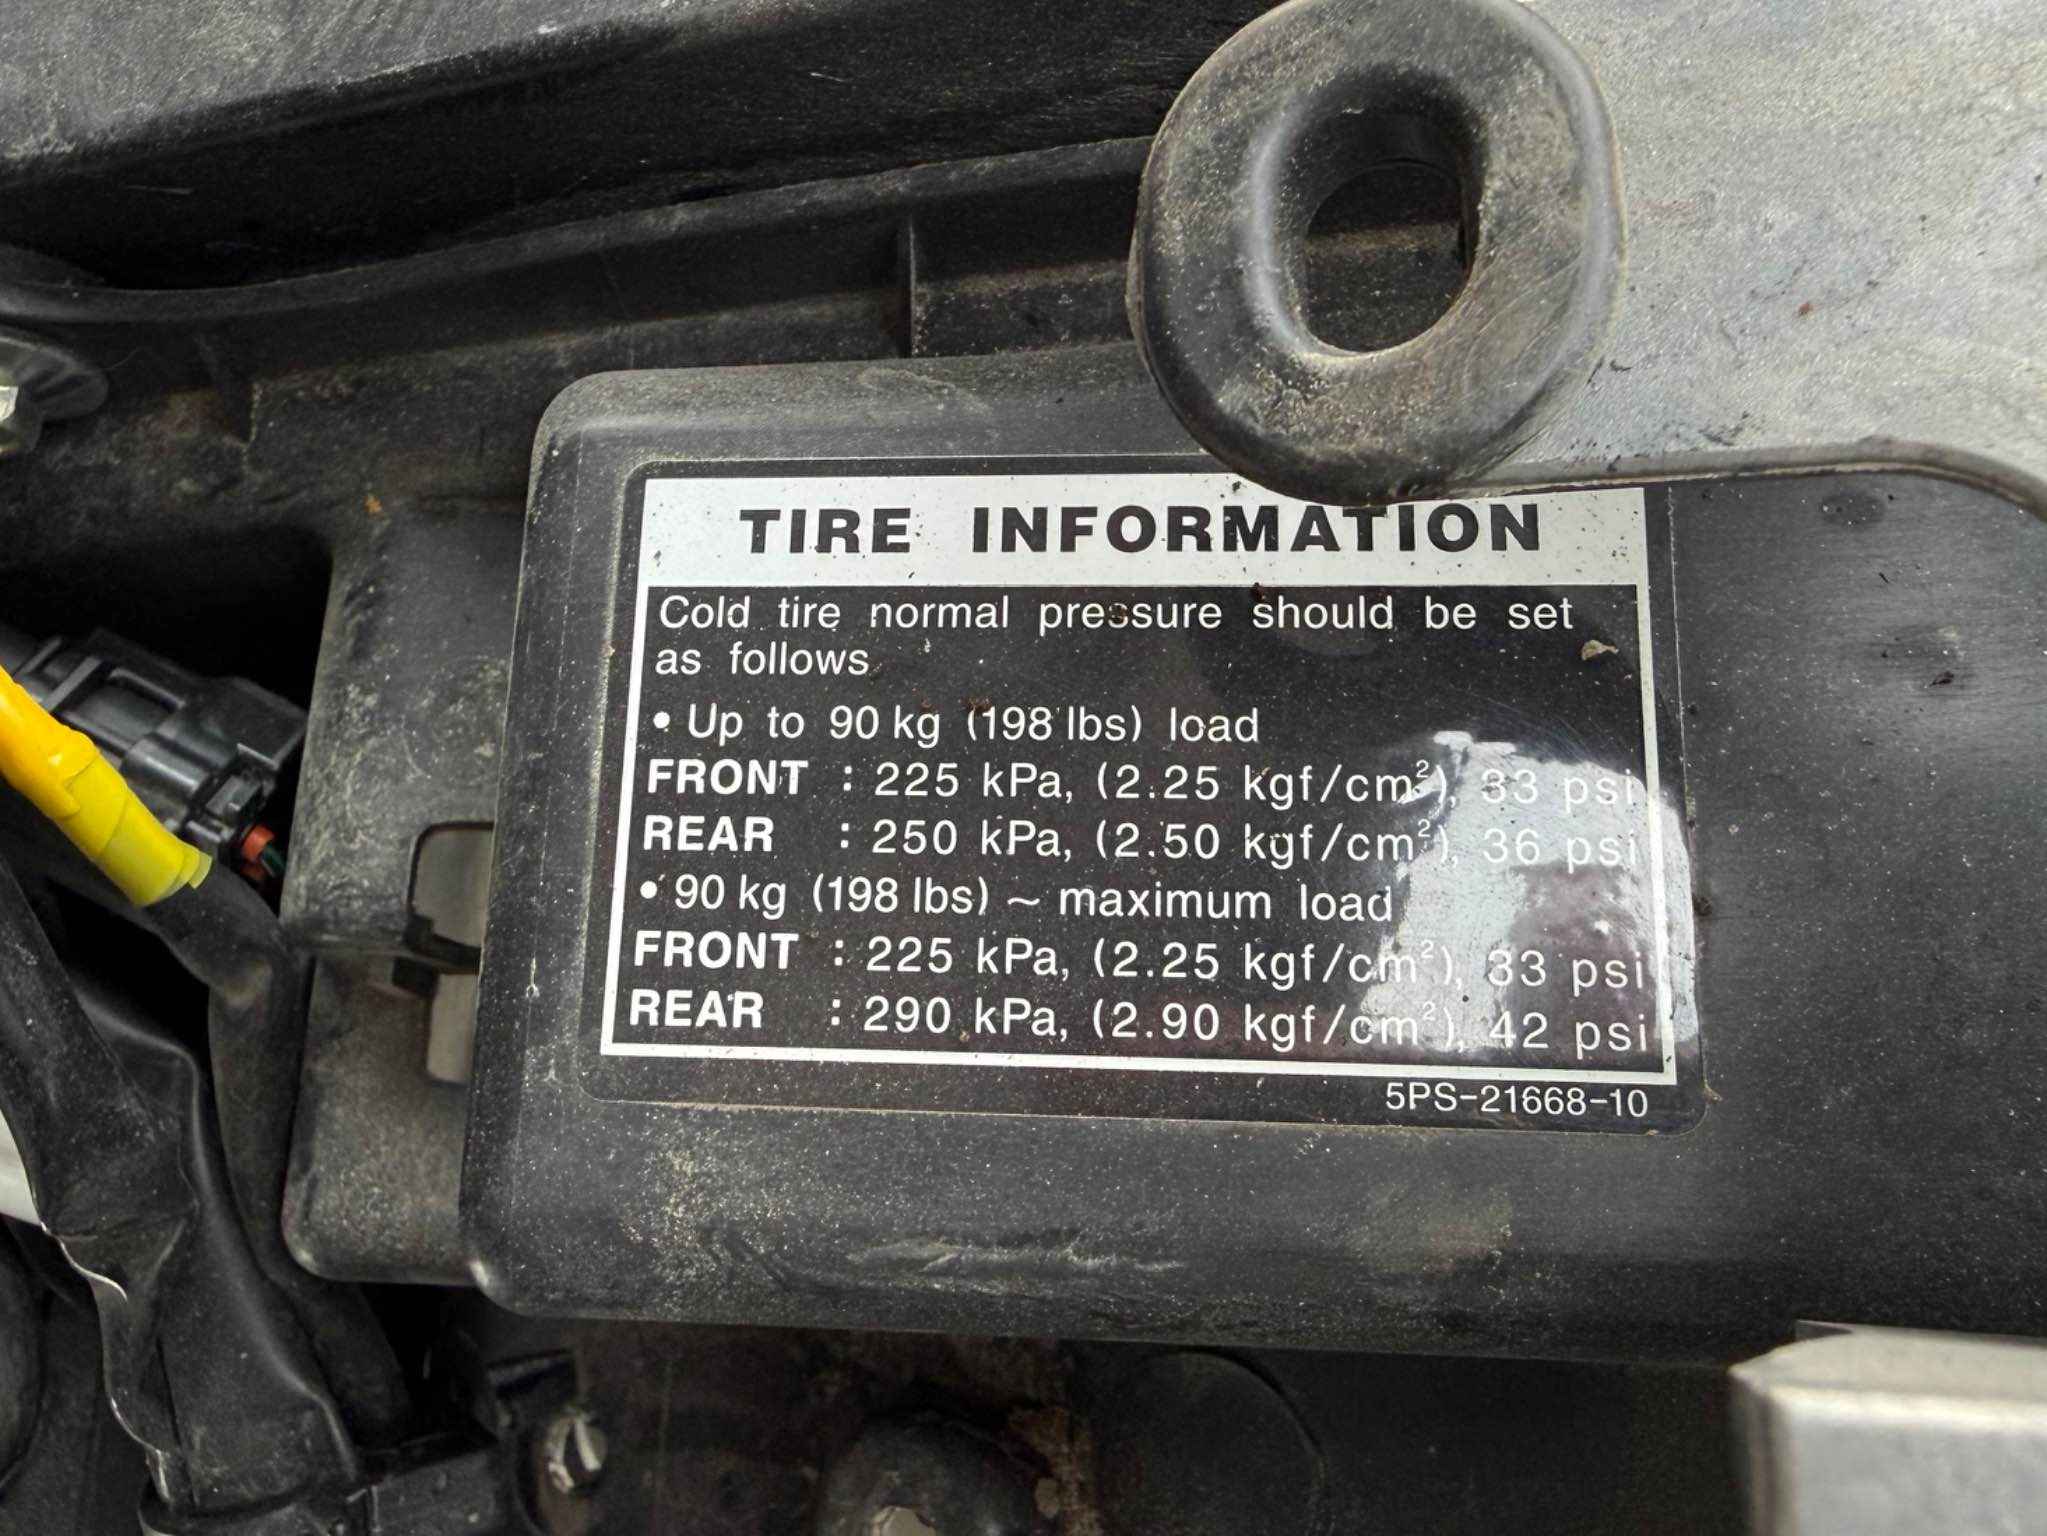 TIRE INFORMATION
Cold tire normal pressure should be set
as follows
• Up to 90 kg (198 lbs) load
FRONT : 225 kPa, (2.25 kgf/cm²), 33 psi
REAR : 250 kPa, (2.50 kgf/cm²), 36 psi
• 90 kg (198 lbs) ~ maximum load
FRONT : 225 kPa, (2.25 kgf/cm²), 33 psi
REAR : 290 kPa, (2.90 kgf/cm²), 42 psi
5PS-21668-10